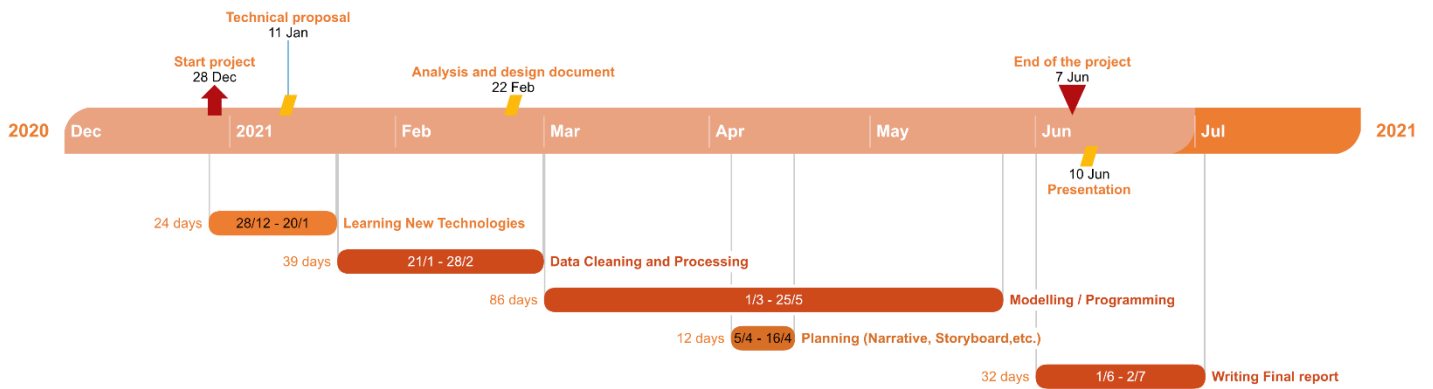 Technical proposal
11 Jan
Start project
28 Dec
Analysis and design document
22 Feb
End of the project
7 Jun
2020 Dec 2021 Feb Mar Apr May Jun Jul 2021
10 Jun
Presentation
24 days 28/12 - 20/1 Learning New Technologies
39 days 21/1 - 28/2 Data Cleaning and Processing
86 days 1/3 - 25/5 Modelling / Programming
12 days 5/4 - 16/4 Planning (Narrative, Storyboard,etc.)
32 days 1/6 - 2/7 Writing Final report